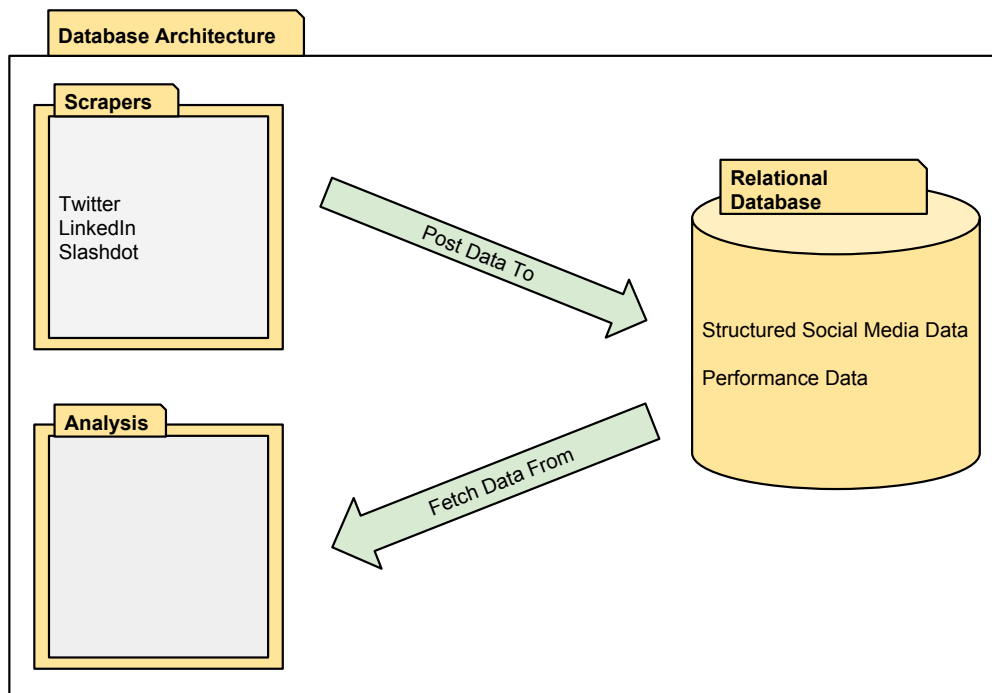 Database Architecture
Scrapers
Twitter
LinkedIn
Slashdot
Post Data To
Relational
Database
Structured Social Media Data
Performance Data
Analysis
Fetch Data From